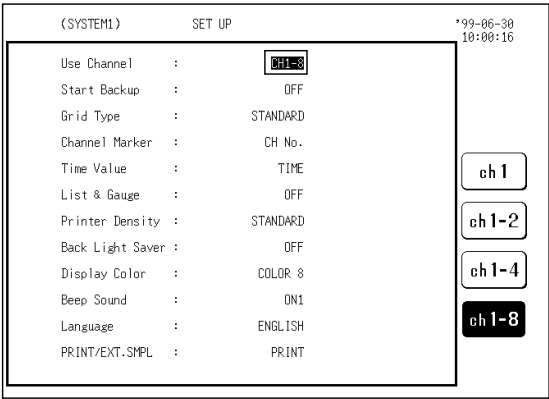 (SYSTEM1) SET UP '99-06-30
10:00:16
Use Channel : CH1-8
Start Backup : OFF
Grid Type : STANDARD
Channel Marker : CH No.
Time Value : TIME
List & Gauge : OFF
Printer Density : STANDARD
Back Light Saver : OFF
Display Color : COLOR 8
Beep Sound : ON1
Language : ENGLISH
PRINT/EXT.SMPL : PRINT
ch 1
ch 1-2
ch 1-4
ch 1-8